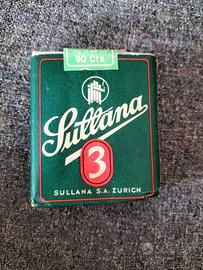 90 Cts.
Sullana
3
SULLANA S.A. ZURICH